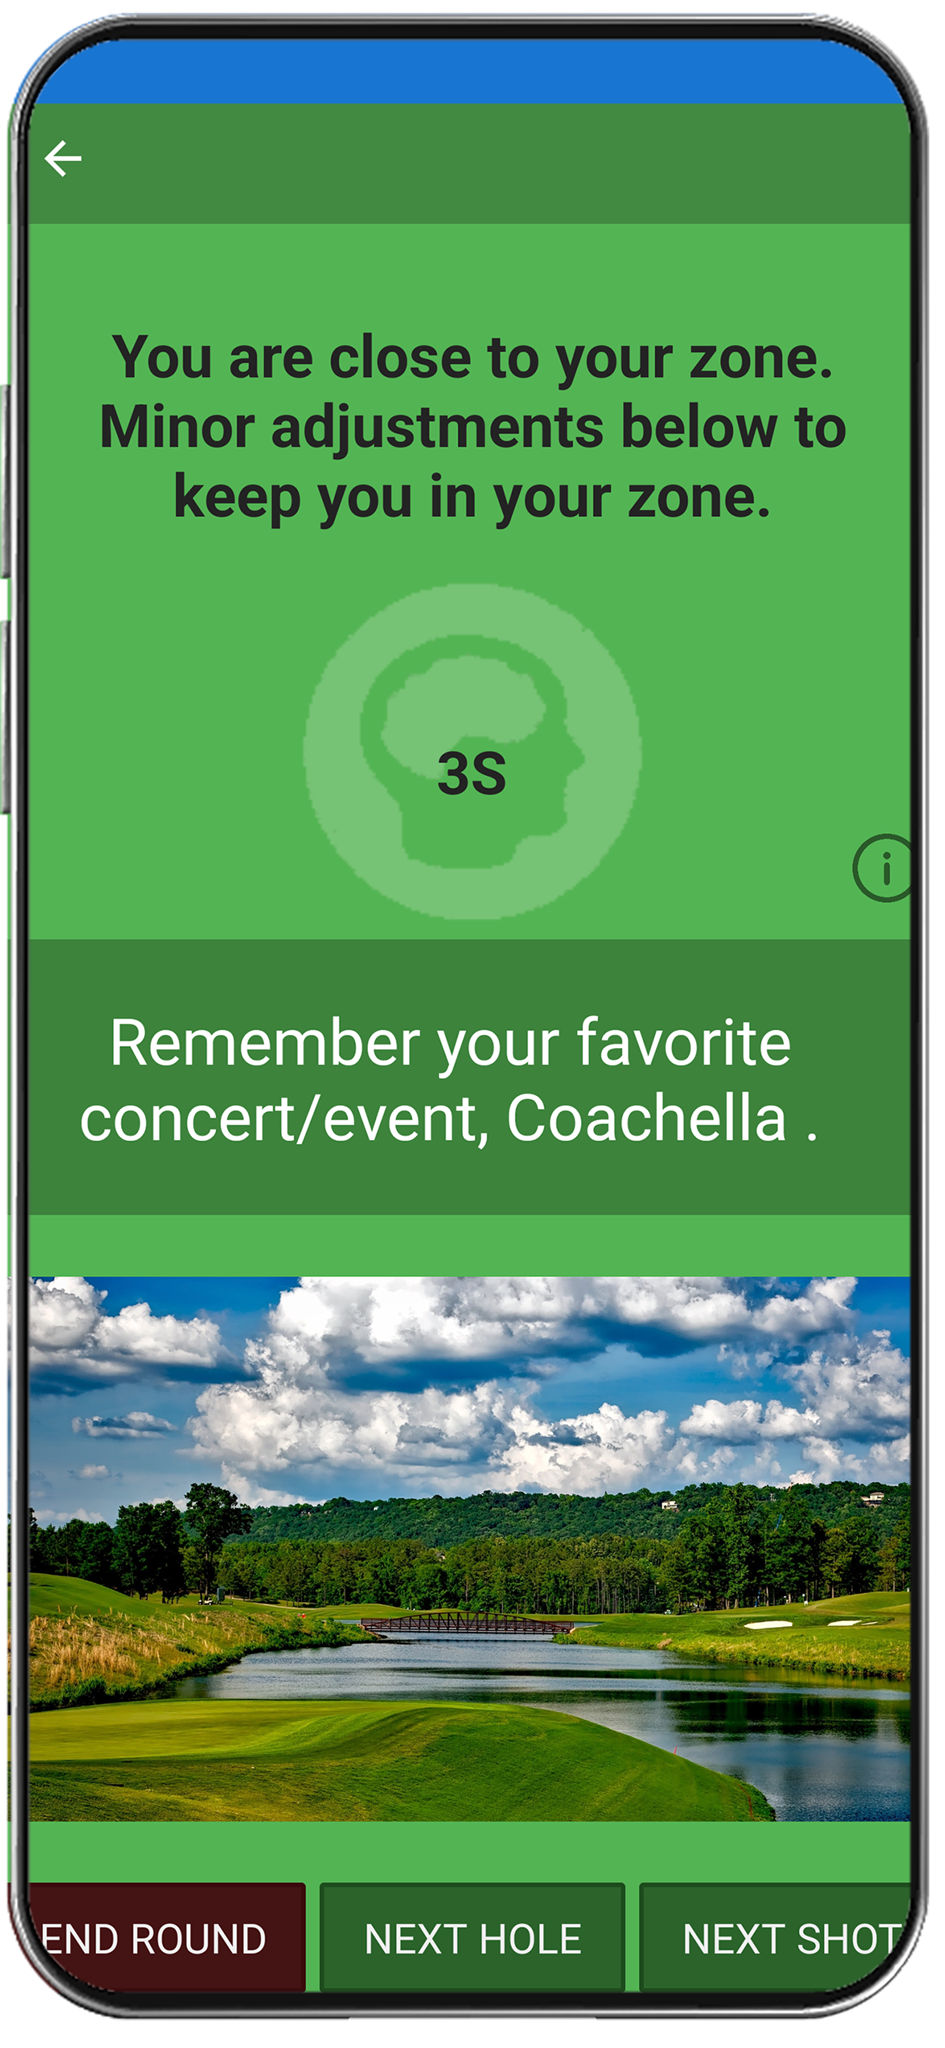 You are close to your zone.
Minor adjustments below to
keep you in your zone.
3S
i
Remember your favorite
concert/event, Coachella .
END ROUND
NEXT HOLE
NEXT SHOT